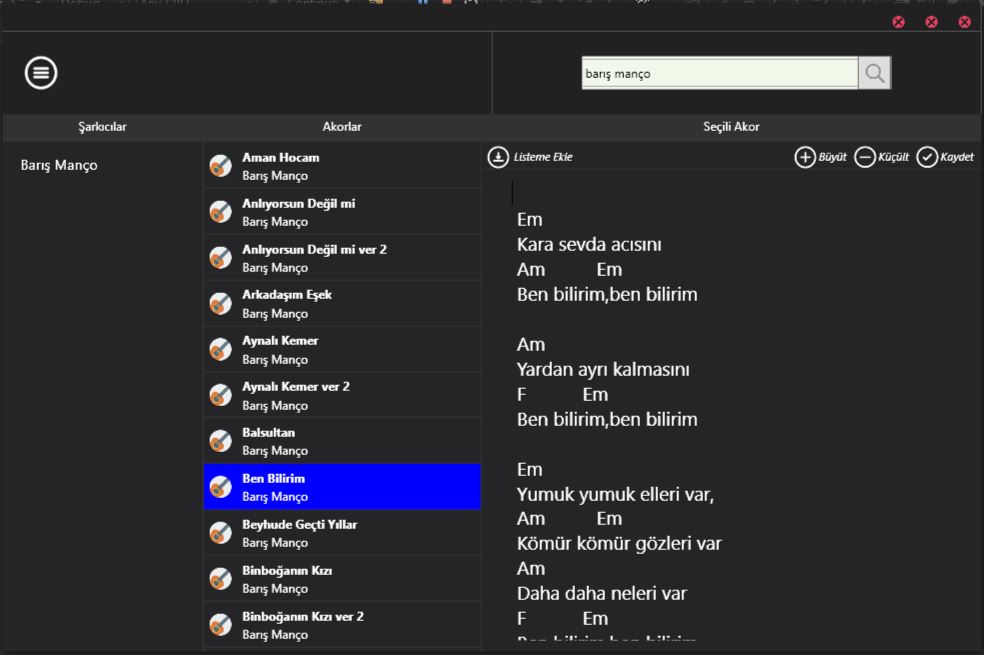 barış manço
Şarkıcılar
Akorlar
Seçili Akor
Barış Manço
Aman Hocam
Barış Manço
Anlıyorsun Değil mi
Barış Manço
Anlıyorsun Değil mi ver 2
Barış Manço
Arkadaşım Eşek
Barış Manço
Aynalı Kemer
Barış Manço
Aynalı Kemer ver 2
Barış Manço
Balsultan
Barış Manço
Ben Bilirim
Barış Manço
Beyhude Geçti Yıllar
Barış Manço
Binboğanın Kızı
Barış Manço
Binboğanın Kızı ver 2
Barış Manço
Listeme Ekle
Büyüt
Küçült
Kaydet
Em
Kara sevda acısını
Am Em
Ben bilirim,ben bilirim
Am
Yardan ayrı kalmasını
F Em
Ben bilirim,ben bilirim
Em
Yumuk yumuk elleri var,
Am Em
Kömür kömür gözleri var
Am
Daha daha neleri var
F Em